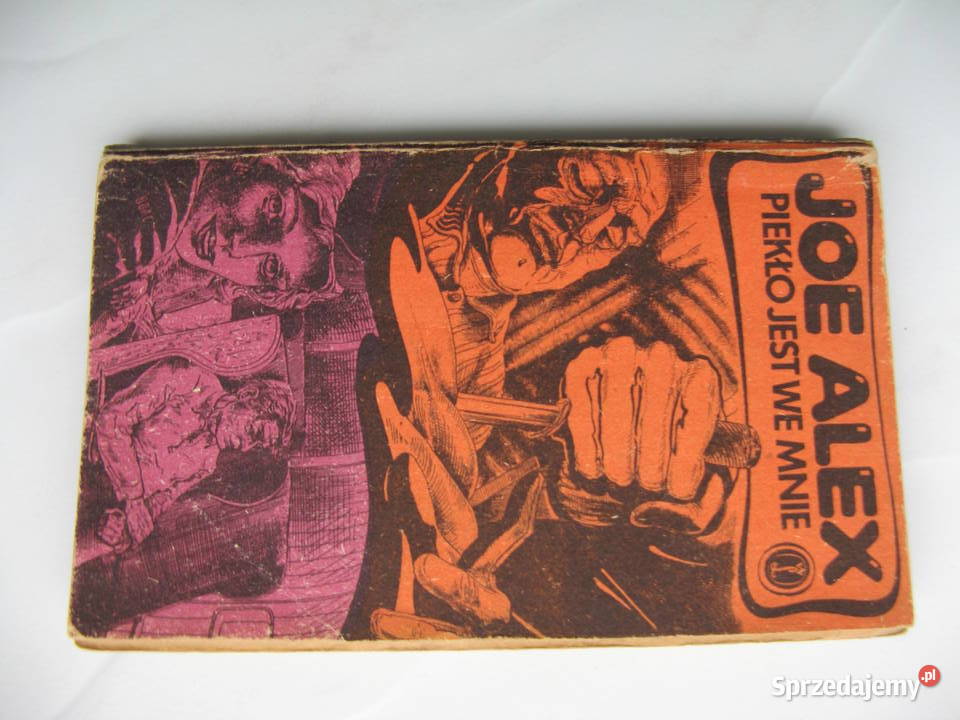 JOE ALEX
PIEKŁO JEST WE MNIE
Sprzedajemy.pl